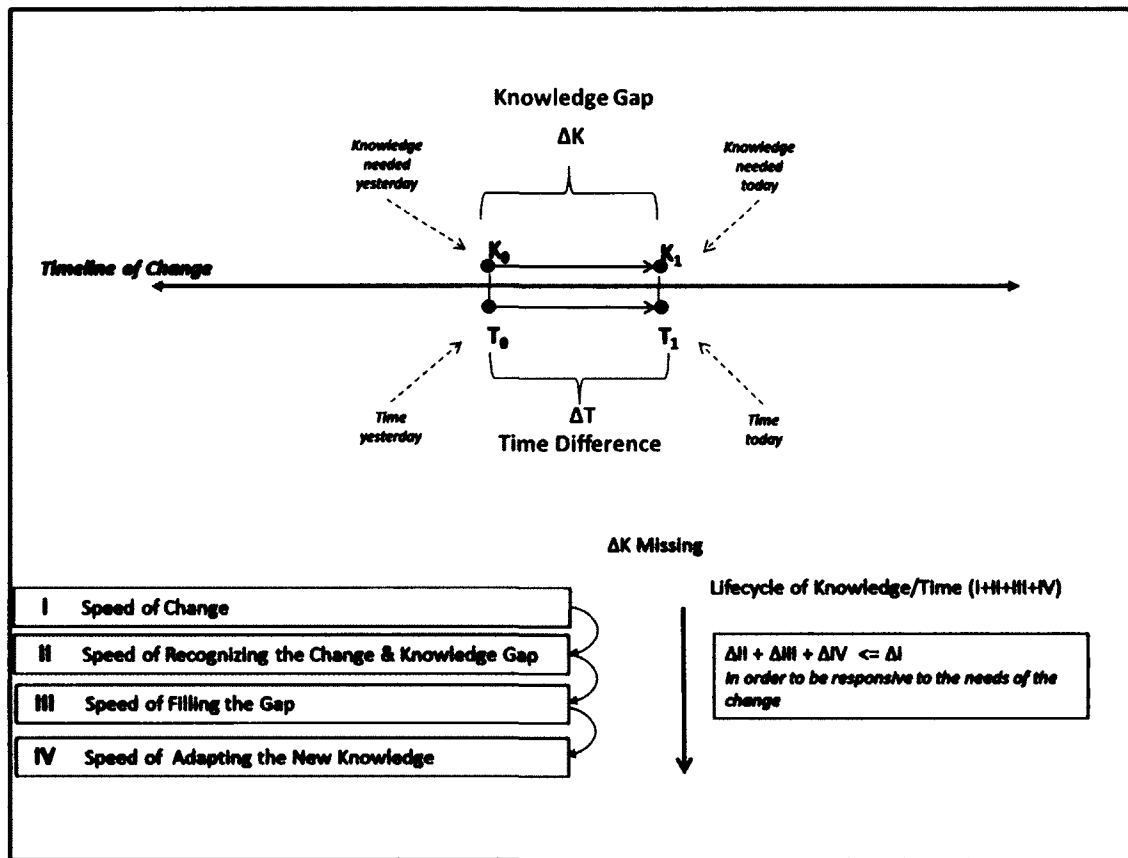 Knowledge Gap
ΔK
Knowledge
needed
yesterday
Knowledge
needed
today
K₀
K₁
Timeline of Change
T₀
T₁
Time
yesterday
ΔT
Time Difference
Time
today
ΔK Missing
Lifecycle of Knowledge/Time (I+II+III+IV)
I Speed of Change
II Speed of Recognizing the Change & Knowledge Gap
III Speed of Filling the Gap
IV Speed of Adapting the New Knowledge
ΔII + ΔIII + ΔIV <= ΔI
in order to be responsive to the needs of the
change